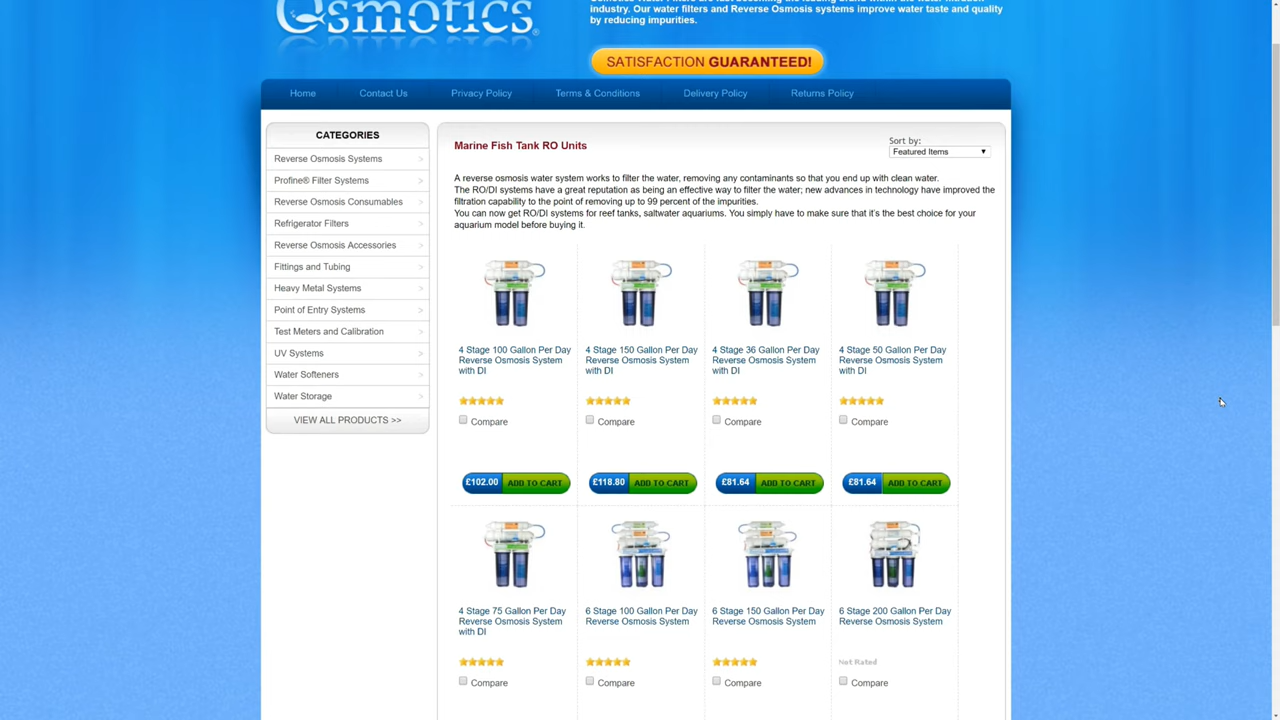 Osmotics
industry. Our water filters and Reverse Osmosis systems improve water taste and quality
by reducing impurities.
SATISFACTION GUARANTEED!
Home
Contact Us
Privacy Policy
Terms & Conditions
Delivery Policy
Returns Policy
CATEGORIES
Reverse Osmosis Systems >
Profine® Filter Systems >
Reverse Osmosis Consumables >
Refrigerator Filters >
Reverse Osmosis Accessories >
Fittings and Tubing >
Heavy Metal Systems >
Point of Entry Systems >
Test Meters and Calibration >
UV Systems >
Water Softeners >
Water Storage >
VIEW ALL PRODUCTS >>
Marine Fish Tank RO Units
Sort by:
Featured Items
A reverse osmosis water system works to filter the water, removing any contaminants so that you end up with clean water.
The RO/DI systems have a great reputation as being an effective way to filter the water; new advances in technology have improved the
filtration capability to the point of removing up to 99 percent of the impurities.
You can now get RO/DI systems for reef tanks, saltwater aquariums. You simply have to make sure that it's the best choice for your
aquarium model before buying it.
4 Stage 100 Gallon Per Day
Reverse Osmosis System
with DI
Compare
£102.00 ADD TO CART
4 Stage 150 Gallon Per Day
Reverse Osmosis System
with DI
Compare
£118.80 ADD TO CART
4 Stage 36 Gallon Per Day
Reverse Osmosis System
with DI
Compare
£81.64 ADD TO CART
4 Stage 50 Gallon Per Day
Reverse Osmosis System
with DI
Compare
£81.64 ADD TO CART
4 Stage 75 Gallon Per Day
Reverse Osmosis System
with DI
Compare
6 Stage 100 Gallon Per Day
Reverse Osmosis System
Compare
6 Stage 150 Gallon Per Day
Reverse Osmosis System
Compare
6 Stage 200 Gallon Per Day
Reverse Osmosis System
Not Rated
Compare